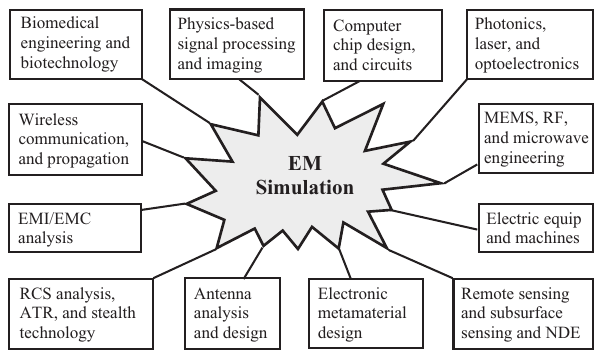 Biomedical
engineering and
biotechnology
Physics-based
signal processing
and imaging
Computer
chip design,
and circuits
Photonics,
laser, and
optoelectronics
Wireless
communication,
and propagation
EM
Simulation
MEMS, RF,
and microwave
engineering
EMI/EMC
analysis
Electric equip
and machines
RCS analysis,
ATR, and stealth
technology
Antenna
analysis
and design
Electronic
metamaterial
design
Remote sensing
and subsurface
sensing and NDE